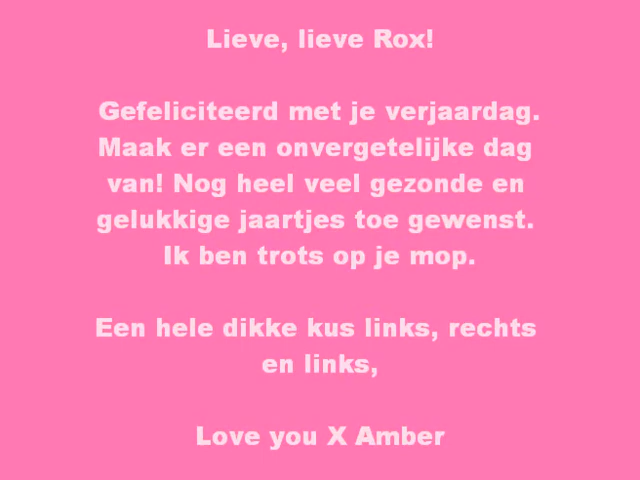 Lieve, lieve Rox!
Gefeliciteerd met je verjaardag.
Maak er een onvergetelijke dag
van! Nog heel veel gezonde en
gelukkige jaartjes toe gewenst.
Ik ben trots op je mop.
Een hele dikke kus links, rechts
en links,
Love you X Amber